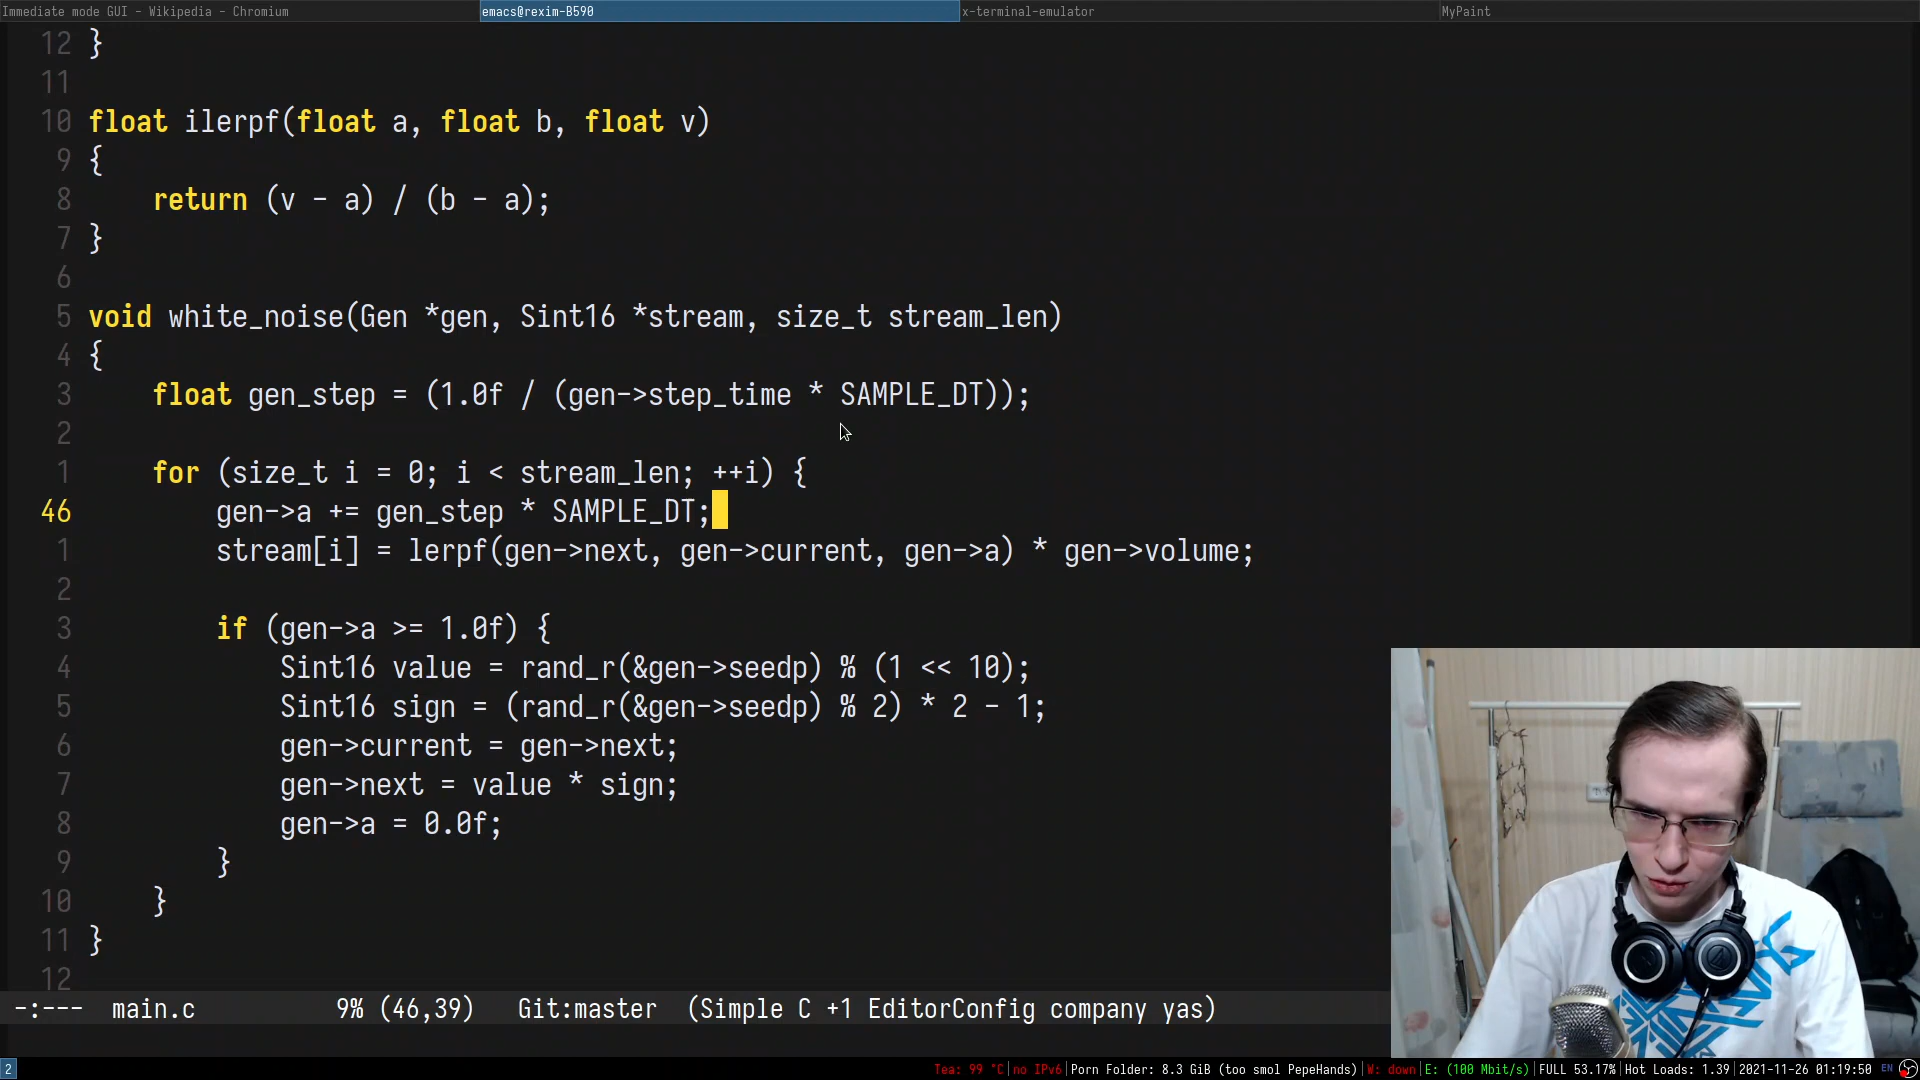 Immediate mode GUI - Wikipedia - Chromium emacs@rexim-B590 x-terminal-emulator MyPaint
12 }
11
10 float ilerpf(float a, float b, float v)
9 {
8 return (v - a) / (b - a);
7 }
6
5 void white_noise(Gen *gen, Sint16 *stream, size_t stream_len)
4 {
3 float gen_step = (1.0f / (gen->step_time * SAMPLE_DT));
2
1 for (size_t i = 0; i < stream_len; ++i) {
46 gen->a += gen_step * SAMPLE_DT;
1 stream[i] = lerpf(gen->next, gen->current, gen->a) * gen->volume;
2
3 if (gen->a >= 1.0f) {
4 Sint16 value = rand_r(&gen->seedp) % (1 << 10);
5 Sint16 sign = (rand_r(&gen->seedp) % 2) * 2 - 1;
6 gen->current = gen->next;
7 gen->next = value * sign;
8 gen->a = 0.0f;
9 }
10 }
11 }
12
-:--- main.c 9% (46,39) Git:master (Simple C +1 EditorConfig company yas)
2 Tea: 99 °C|no IPv6|Porn Folder: 8.3 GiB (too smol PepeHands)|W: down|E: (100 Mbit/s)|FULL 53.17%|Hot Loads: 1.39|2021-11-26 01:19:50 EN